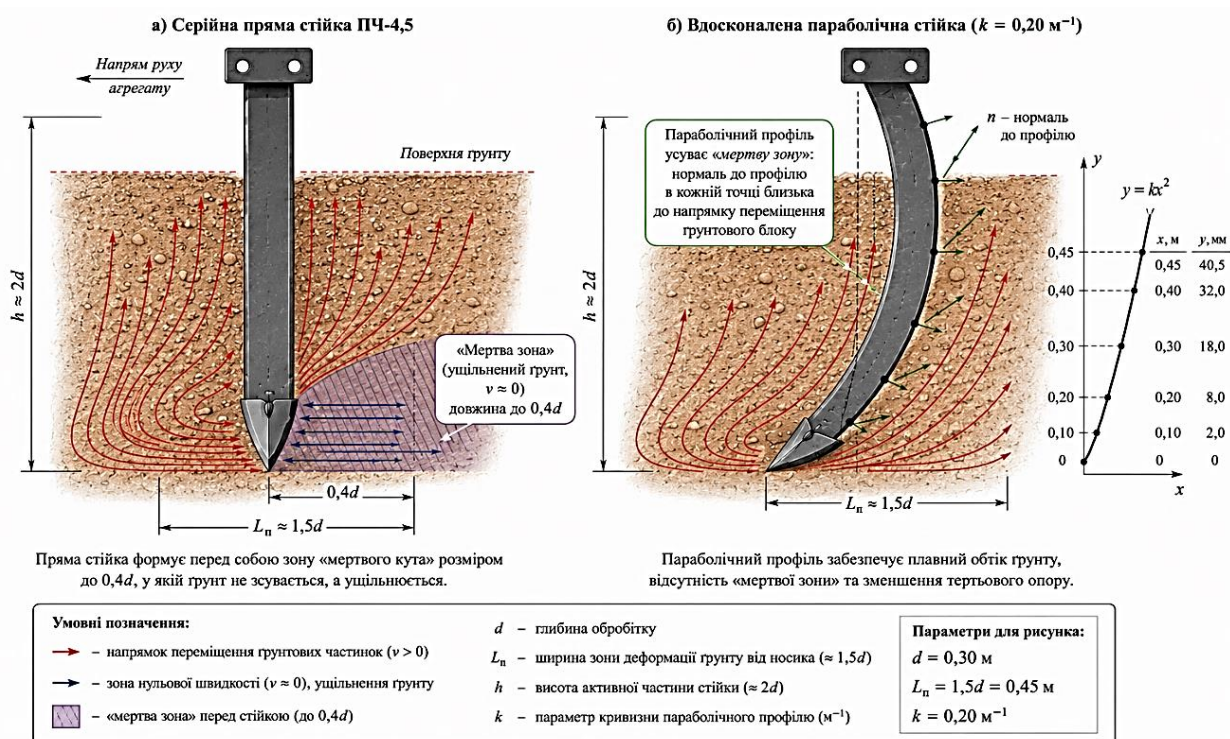 а) Серійна пряма стійка ПЧ-4,5
Напрям руху
агрегату
h ≈ 2d
Поверхня ґрунту
«Мертва зона»
(ущільнений ґрунт,
v ≈ 0)
довжина до 0,4d
0,4d
Lп ≈ 1,5d
Пряма стійка формує перед собою зону «мертвого кута» розміром
до 0,4d, у якій ґрунт не зсувається, а ущільнюється.
б) Вдосконалена параболічна стійка (k = 0,20 м⁻¹)
h ≈ 2d
Параболічний профіль
усуває «мертву зону»:
нормаль до профілю
в кожній точці близька
до напрямку переміщення
ґрунтового блоку
n – нормаль
до профілю
Lп ≈ 1,5d
y
y = kx²
x, м y, мм
0,45 0,45 40,5
0,40 0,40 32,0
0,30 0,30 18,0
0,20 0,20 8,0
0,10 0,10 2,0
0 0 0
x
Параболічний профіль забезпечує плавний обтік ґрунту,
відсутність «мертвої зони» та зменшення тертьового опору.
Умовні позначення:
– напрямок переміщення ґрунтових частинок (v > 0)
– зона нульової швидкості (v ≈ 0), ущільнення ґрунту
– «мертва зона» перед стійкою (до 0,4d)
d – глибина обробітку
Lп – ширина зони деформації ґрунту від носика (≈ 1,5d)
h – висота активної частини стійки (≈ 2d)
k – параметр кривизни параболічного профілю (м⁻¹)
Параметри для рисунка:
d = 0,30 м
Lп = 1,5d = 0,45 м
k = 0,20 м⁻¹